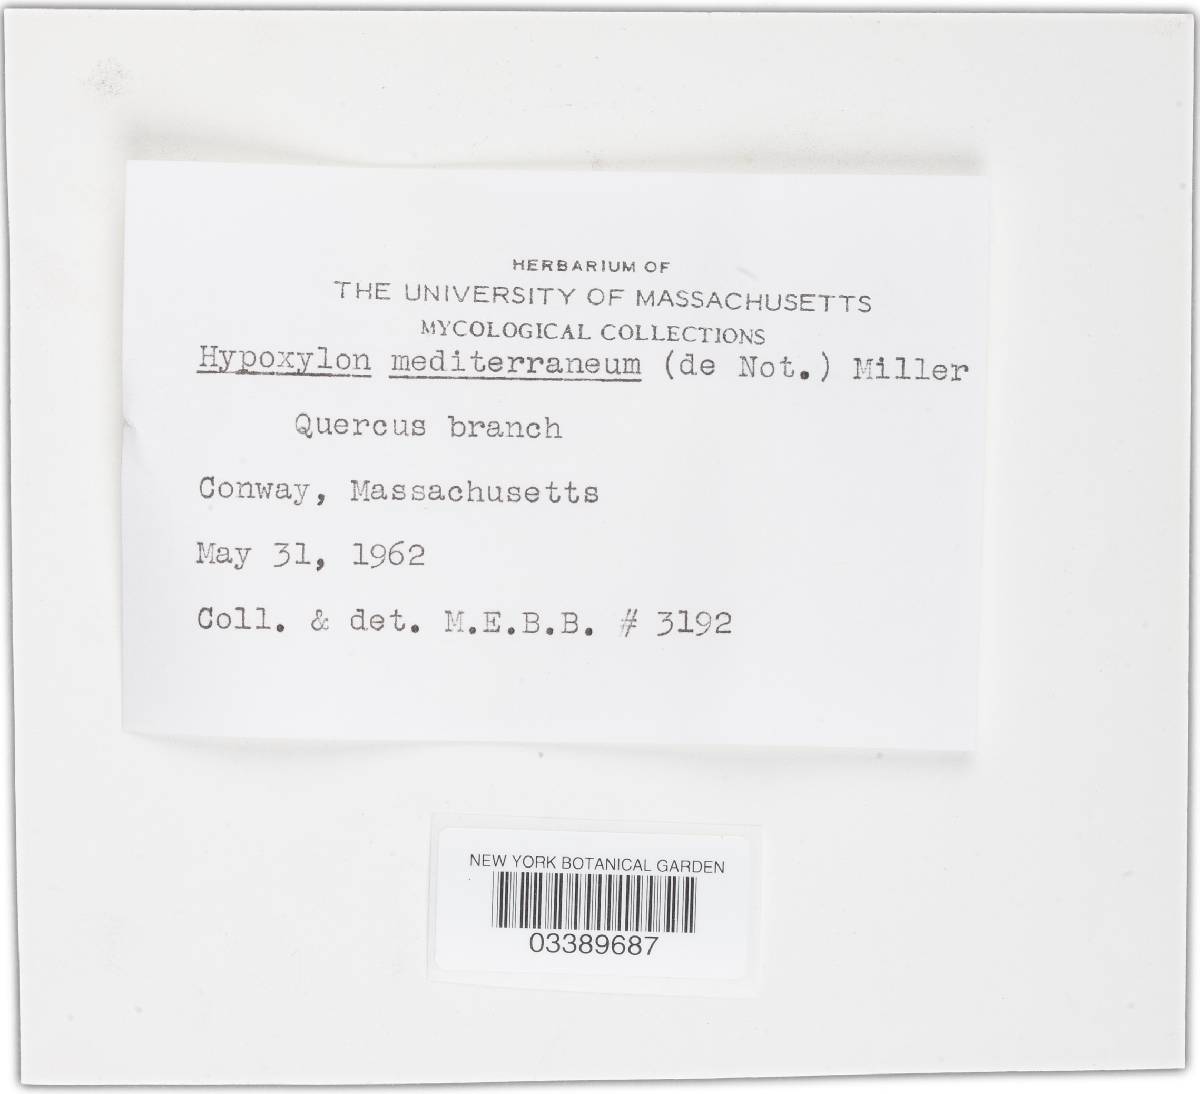 HERBARIUM OF
THE UNIVERSITY OF MASSACHUSETTS
MYCOLOGICAL COLLECTIONS
Hypoxylon mediterraneum (de Not.) Miller
Quercus branch
Conway, Massachusetts
May 31, 1962
Coll. & det. M.E.B.B. # 3192
NEW YORK BOTANICAL GARDEN
03389687